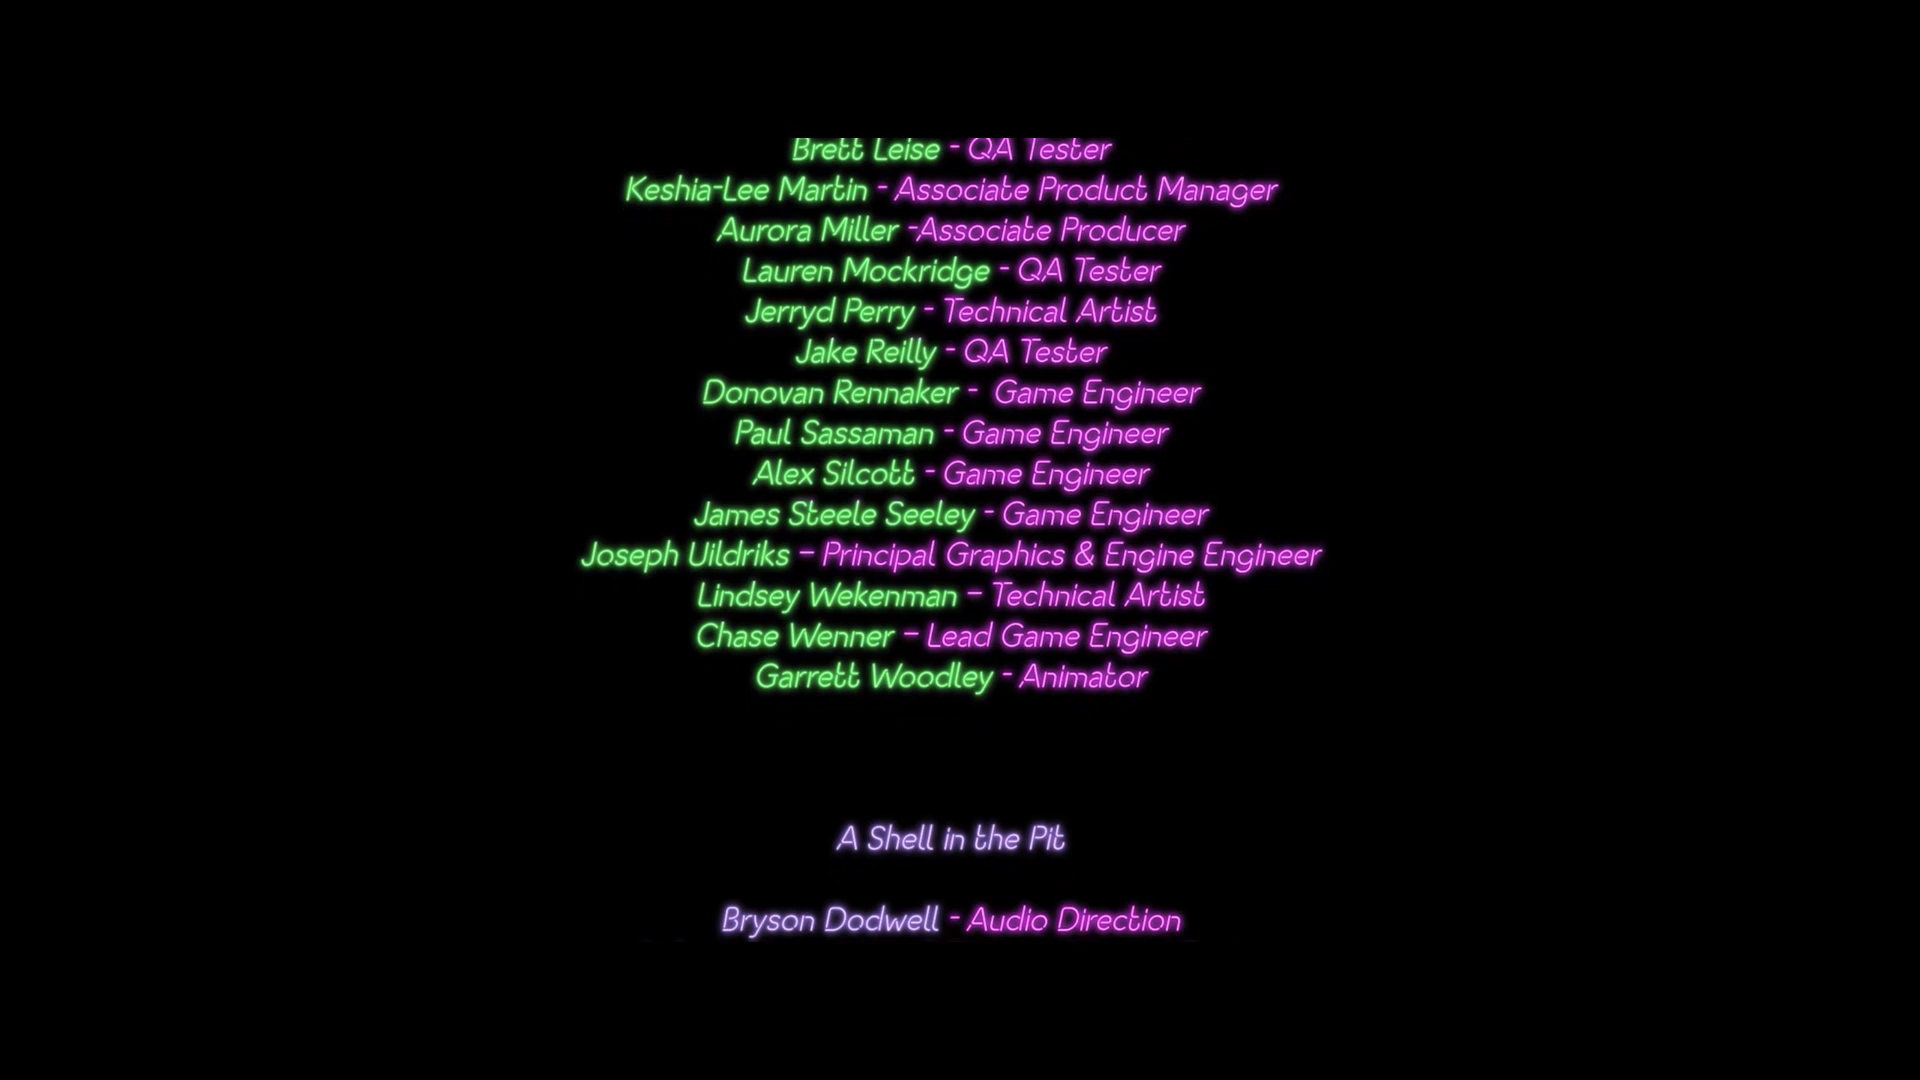 Brett Leise - QA Tester
Keshia-Lee Martin - Associate Product Manager
Aurora Miller -Associate Producer
Lauren Mockridge - QA Tester
Jerryd Perry - Technical Artist
Jake Reilly - QA Tester
Donovan Rennaker -  Game Engineer
Paul Sassaman - Game Engineer
Alex Silcott - Game Engineer
James Steele Seeley - Game Engineer
Joseph Uildriks – Principal Graphics & Engine Engineer
Lindsey Wekenman – Technical Artist
Chase Wenner – Lead Game Engineer
Garrett Woodley - Animator
A Shell in the Pit
Bryson Dodwell - Audio Direction